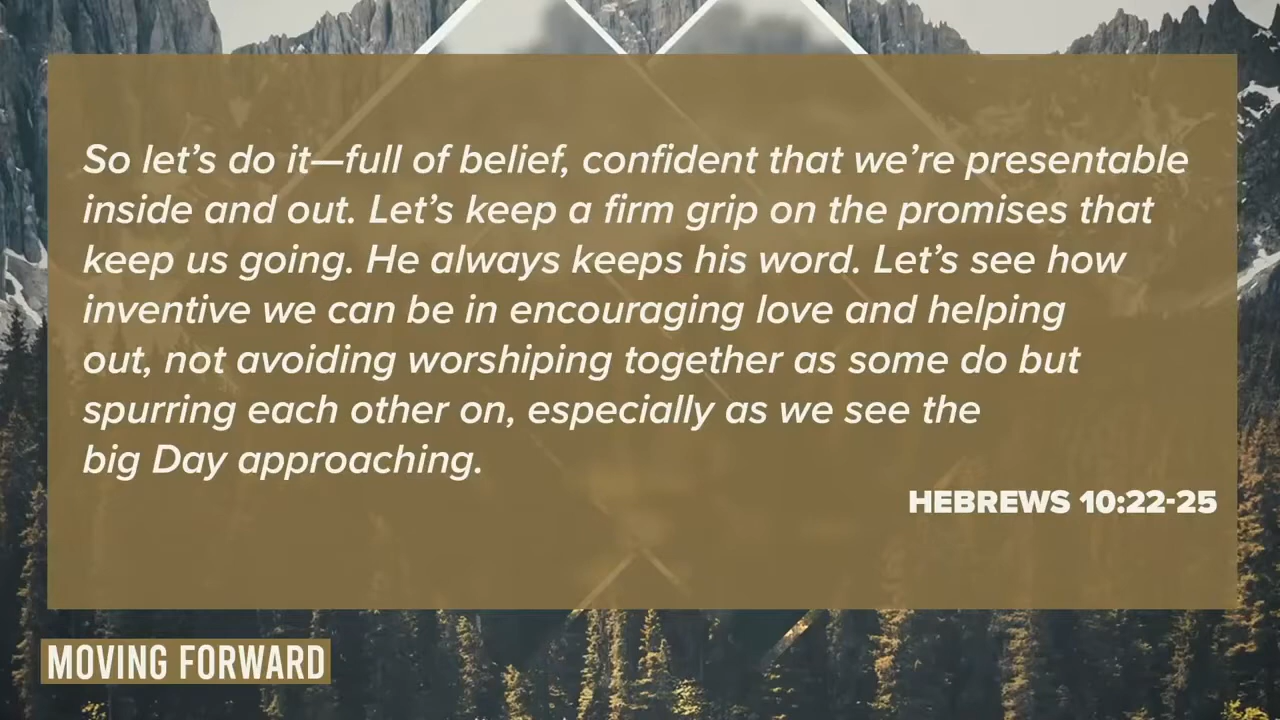 So let’s do it—full of belief, confident that we’re presentable
inside and out. Let’s keep a firm grip on the promises that
keep us going. He always keeps his word. Let’s see how
inventive we can be in encouraging love and helping
out, not avoiding worshiping together as some do but
spurring each other on, especially as we see the
big Day approaching.
HEBREWS 10:22-25
MOVING FORWARD